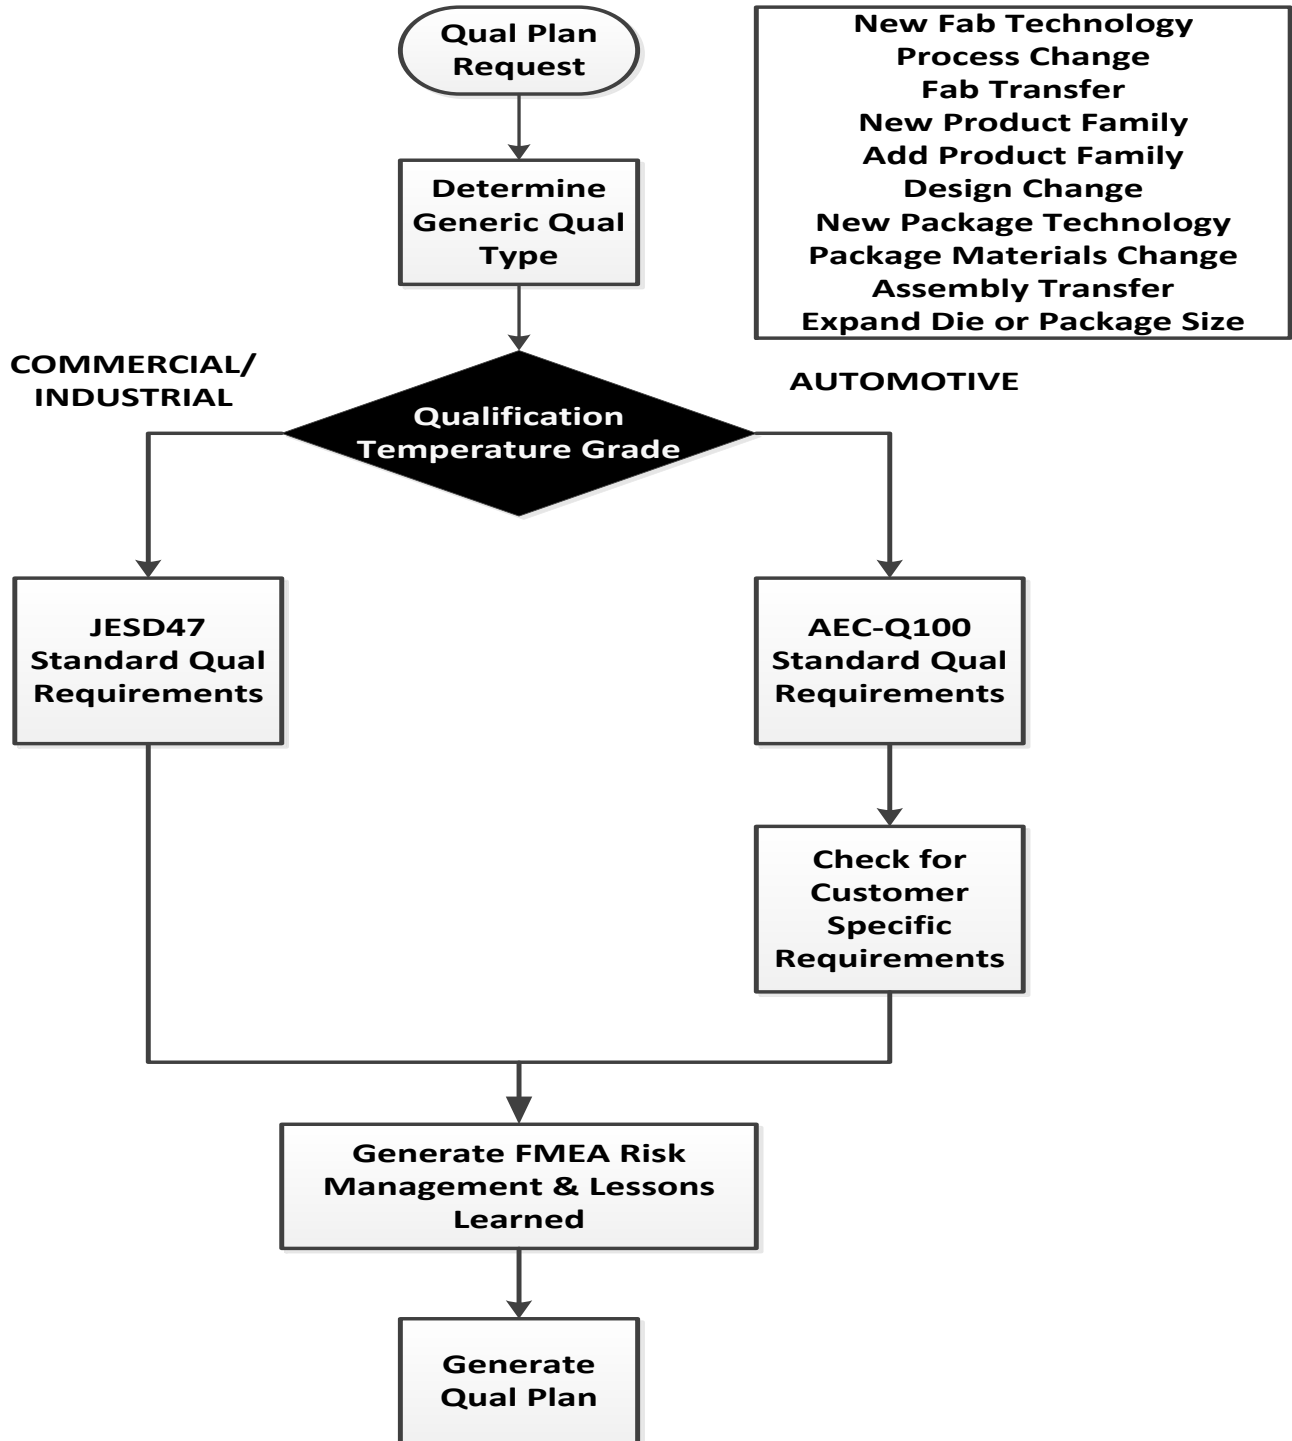 Qual Plan
Request
New Fab Technology
Process Change
Fab Transfer
New Product Family
Add Product Family
Design Change
New Package Technology
Package Materials Change
Assembly Transfer
Expand Die or Package Size
Determine
Generic Qual
Type
COMMERCIAL/
INDUSTRIAL
AUTOMOTIVE
Qualification
Temperature Grade
JESD47
Standard Qual
Requirements
AEC-Q100
Standard Qual
Requirements
Check for
Customer
Specific
Requirements
Generate FMEA Risk
Management & Lessons
Learned
Generate
Qual Plan